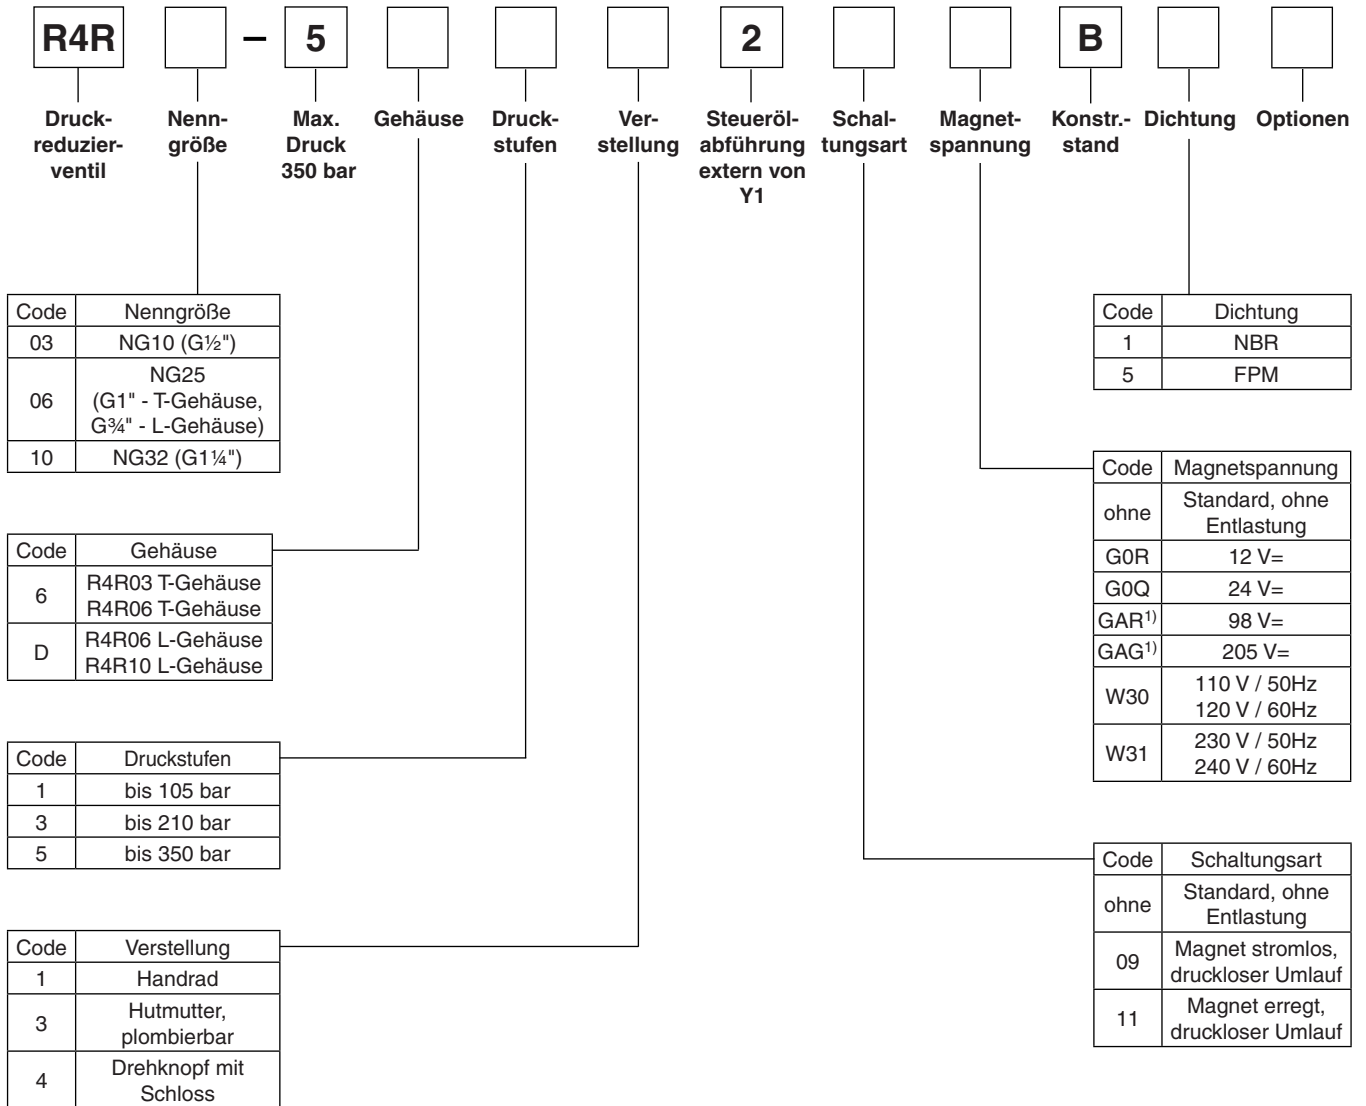 R4R – 5 2 B
Druck-
reduzier-
ventil
Nenn-
größe
Max.
Druck
350 bar
Gehäuse
Druck-
stufen
Ver-
stellung
Steueröl-
abführung
extern von
Y1
Schal-
tungsart
Magnet-
spannung
Konstr.-
stand
Dichtung
Optionen
Code Nenngröße
03 NG10 (G½")
06 NG25
(G1" - T-Gehäuse,
G¾" - L-Gehäuse)
10 NG32 (G1¼")
Code Gehäuse
6 R4R03 T-Gehäuse
R4R06 T-Gehäuse
D R4R06 L-Gehäuse
R4R10 L-Gehäuse
Code Druckstufen
1 bis 105 bar
3 bis 210 bar
5 bis 350 bar
Code Verstellung
1 Handrad
3 Hutmutter,
plombierbar
4 Drehknopf mit
Schloss
Code Dichtung
1 NBR
5 FPM
Code Magnetspannung
ohne Standard, ohne
Entlastung
G0R 12 V=
G0Q 24 V=
GAR1) 98 V=
GAG1) 205 V=
W30 110 V / 50Hz
120 V / 60Hz
W31 230 V / 50Hz
240 V / 60Hz
Code Schaltungsart
ohne Standard, ohne
Entlastung
09 Magnet stromlos,
druckloser Umlauf
11 Magnet erregt,
druckloser Umlauf